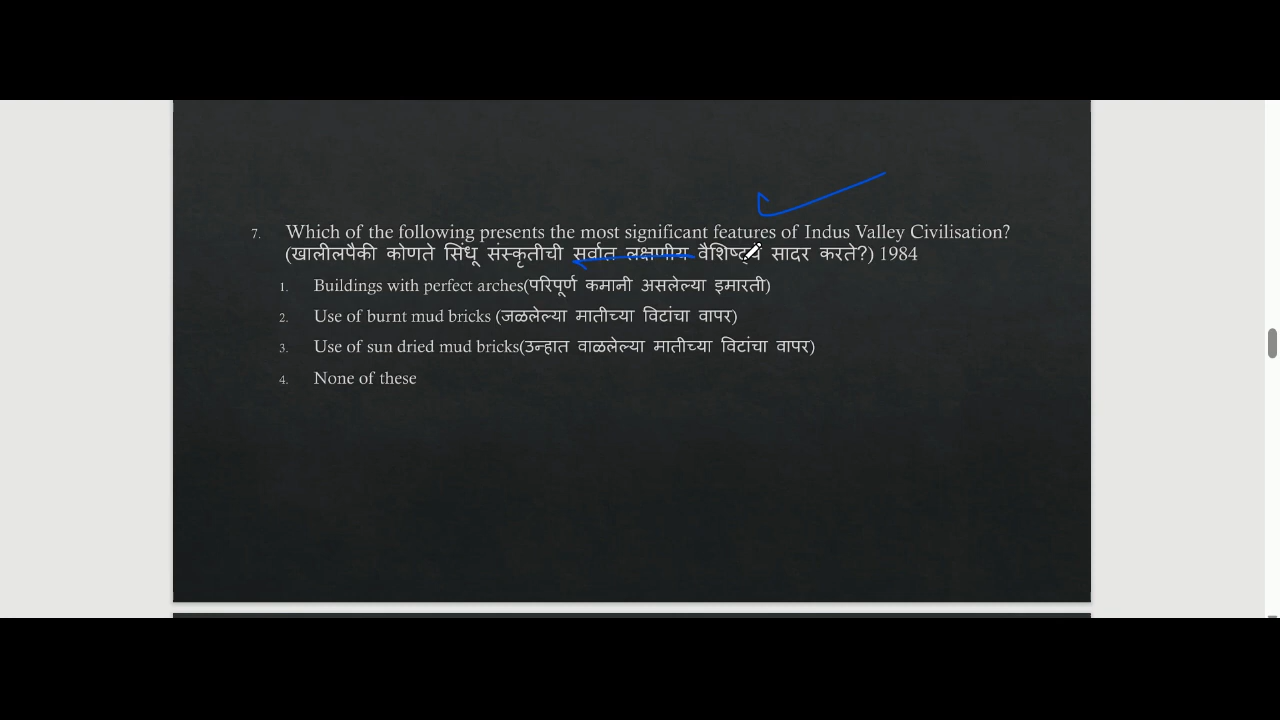 7. Which of the following presents the most significant features of Indus Valley Civilisation?
(खालीलपैकी कोणते सिंधू संस्कृतीची सर्वात लक्षणीय वैशिष्ट्ये सादर करते?) 1984
1. Buildings with perfect arches(परिपूर्ण कमानी असलेल्या इमारती)
2. Use of burnt mud bricks (जळलेल्या मातीच्या विटांचा वापर)
3. Use of sun dried mud bricks(उन्हात वाळलेल्या मातीच्या विटांचा वापर)
4. None of these